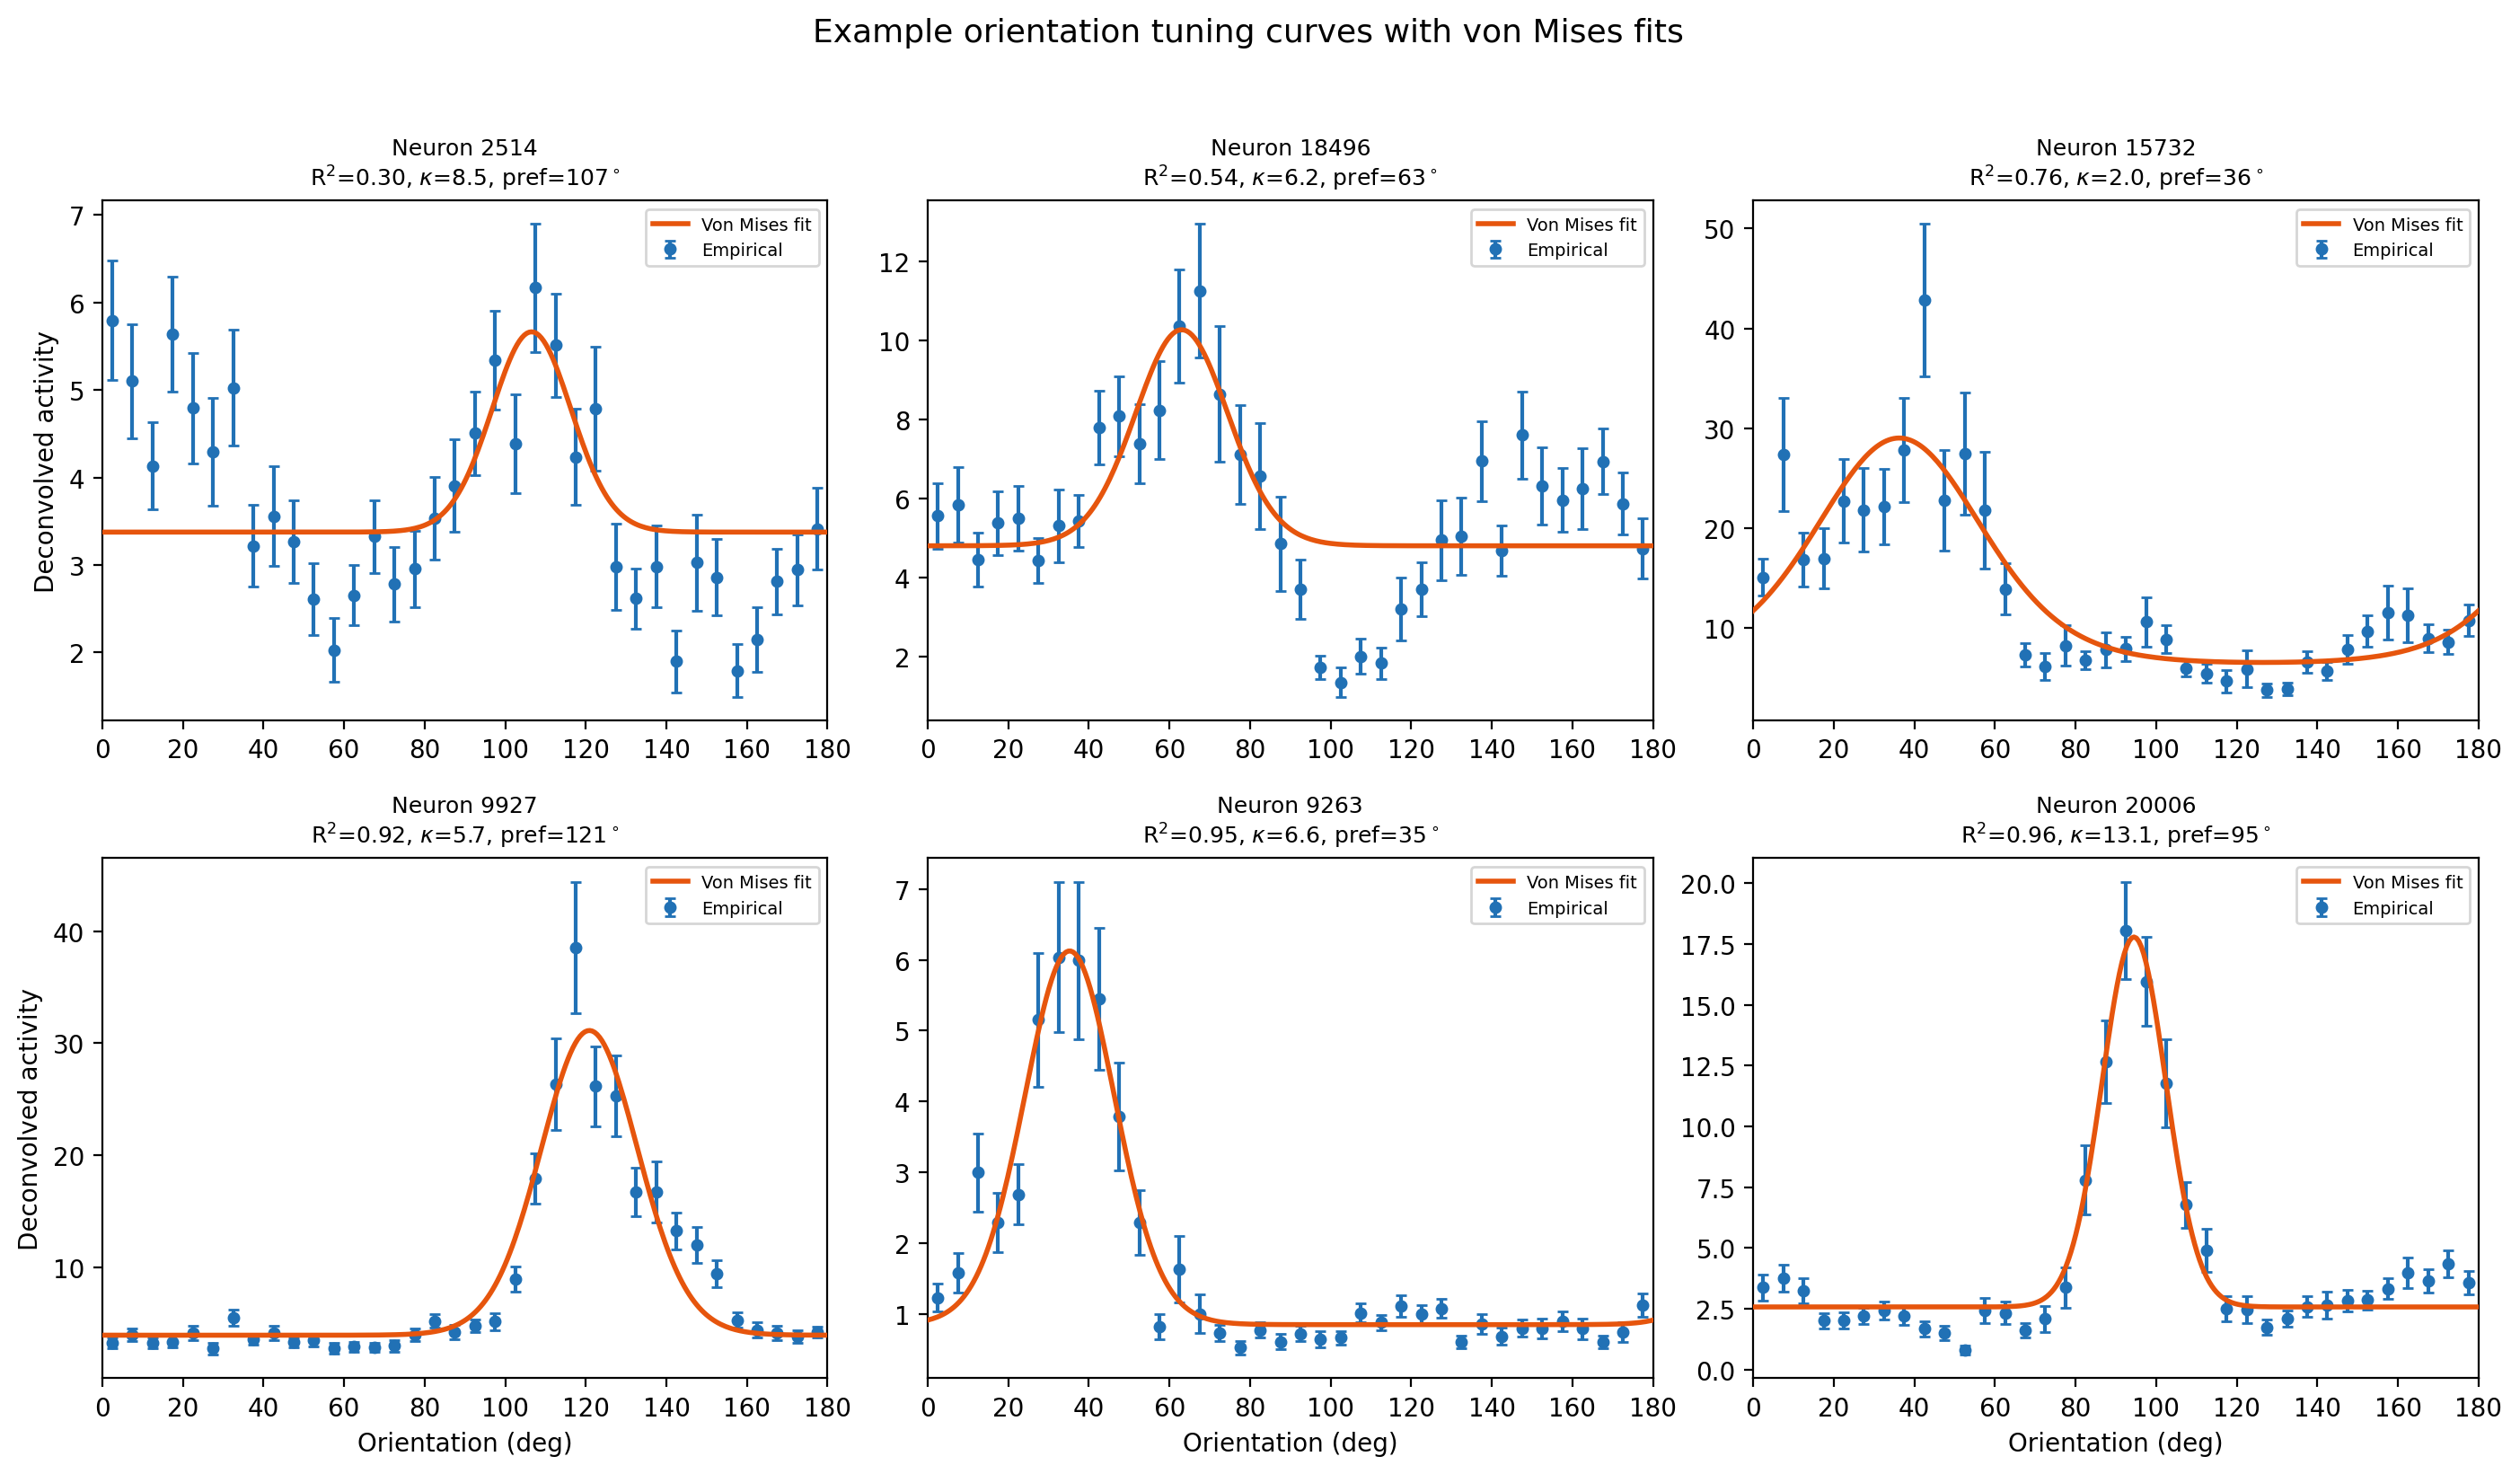 Example orientation tuning curves with von Mises fits
Neuron 2514
R²=0.30, κ=8.5, pref=107°
Neuron 18496
R²=0.54, κ=6.2, pref=63°
Neuron 15732
R²=0.76, κ=2.0, pref=36°
Deconvolved activity
7
6
5
4
3
2
0 20 40 60 80 100 120 140 160 180
Von Mises fit
Empirical
12
10
8
6
4
2
0 20 40 60 80 100 120 140 160 180
Von Mises fit
Empirical
50
40
30
20
10
0 20 40 60 80 100 120 140 160 180
Von Mises fit
Empirical
Neuron 9927
R²=0.92, κ=5.7, pref=121°
Neuron 9263
R²=0.95, κ=6.6, pref=35°
Neuron 20006
R²=0.96, κ=13.1, pref=95°
Deconvolved activity
40
30
20
10
0 20 40 60 80 100 120 140 160 180
Orientation (deg)
Von Mises fit
Empirical
7
6
5
4
3
2
1
0 20 40 60 80 100 120 140 160 180
Orientation (deg)
Von Mises fit
Empirical
20.0
17.5
15.0
12.5
10.0
7.5
5.0
2.5
0.0
0 20 40 60 80 100 120 140 160 180
Orientation (deg)
Von Mises fit
Empirical